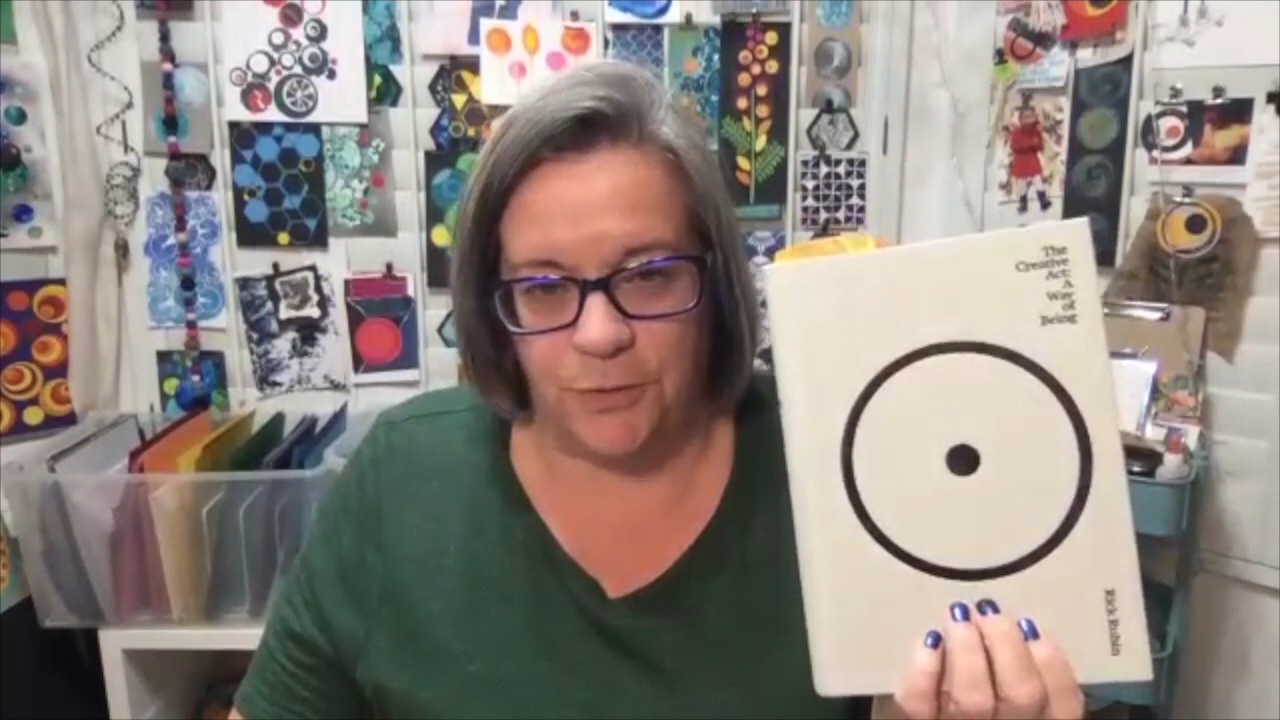 The
Creative
Act:
A
Way
of
Being
Rick Rubin